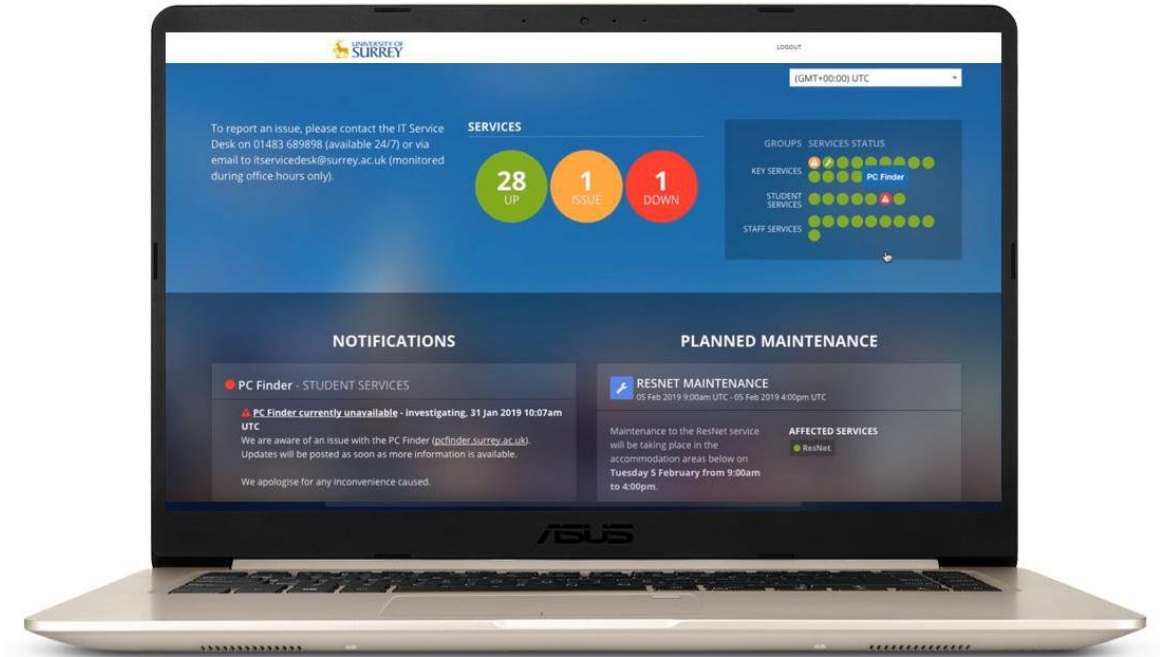 UNIVERSITY OF
SURREY
LOGOUT
(GMT+00:00) UTC
To report an issue, please contact the IT Service
Desk on 01483 689898 (available 24/7) or via
email to itservicedesk@surrey.ac.uk (monitored
during office hours only).
SERVICES
28
UP
1
ISSUE
1
DOWN
GROUPS SERVICES STATUS
KEY SERVICES
PC Finder
STUDENT
SERVICES
STAFF SERVICES
NOTIFICATIONS
PC Finder - STUDENT SERVICES
PC Finder currently unavailable - investigating, 31 Jan 2019 10:07am
UTC
We are aware of an issue with the PC Finder (pcfinder.surrey.ac.uk).
Updates will be posted as soon as more information is available.
We apologise for any inconvenience caused.
PLANNED MAINTENANCE
RESNET MAINTENANCE
05 Feb 2019 9:00am UTC - 05 Feb 2019 4:00pm UTC
Maintenance to the ResNet service
will be taking place in the
accommodation areas below on
Tuesday 5 February from 9:00am
to 4:00pm.
AFFECTED SERVICES
ResNet
ASUS